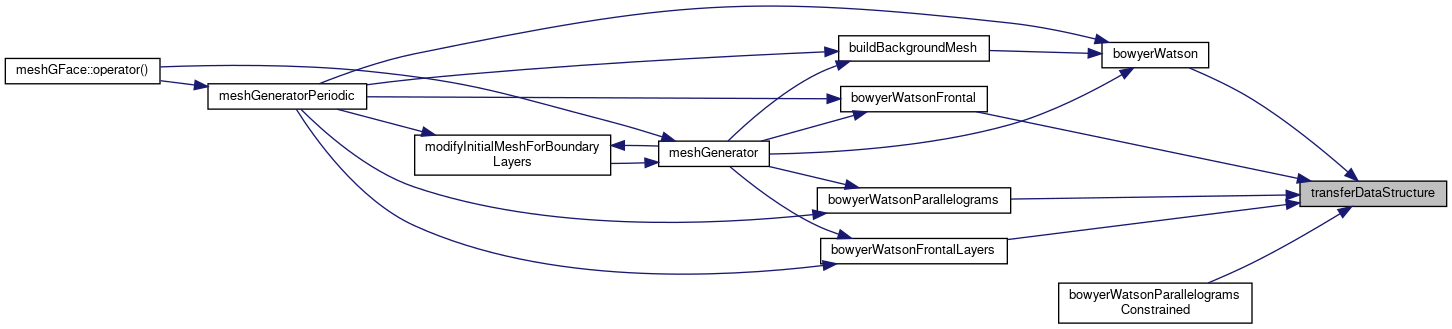 meshGFace::operator()
meshGeneratorPeriodic
modifyInitialMeshForBoundary
Layers
meshGenerator
buildBackgroundMesh
bowyerWatsonFrontal
bowyerWatsonParallelograms
bowyerWatsonFrontalLayers
bowyerWatson
bowyerWatsonParallelograms
Constrained
transferDataStructure